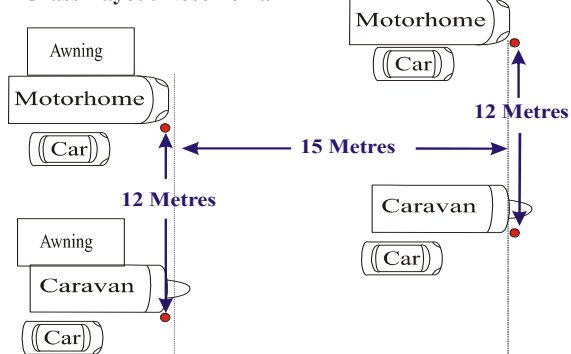 Motorhome
Awning
Car
Motorhome
12 Metres
15 Metres
Car
12 Metres
Caravan
Awning
Car
Caravan
Car